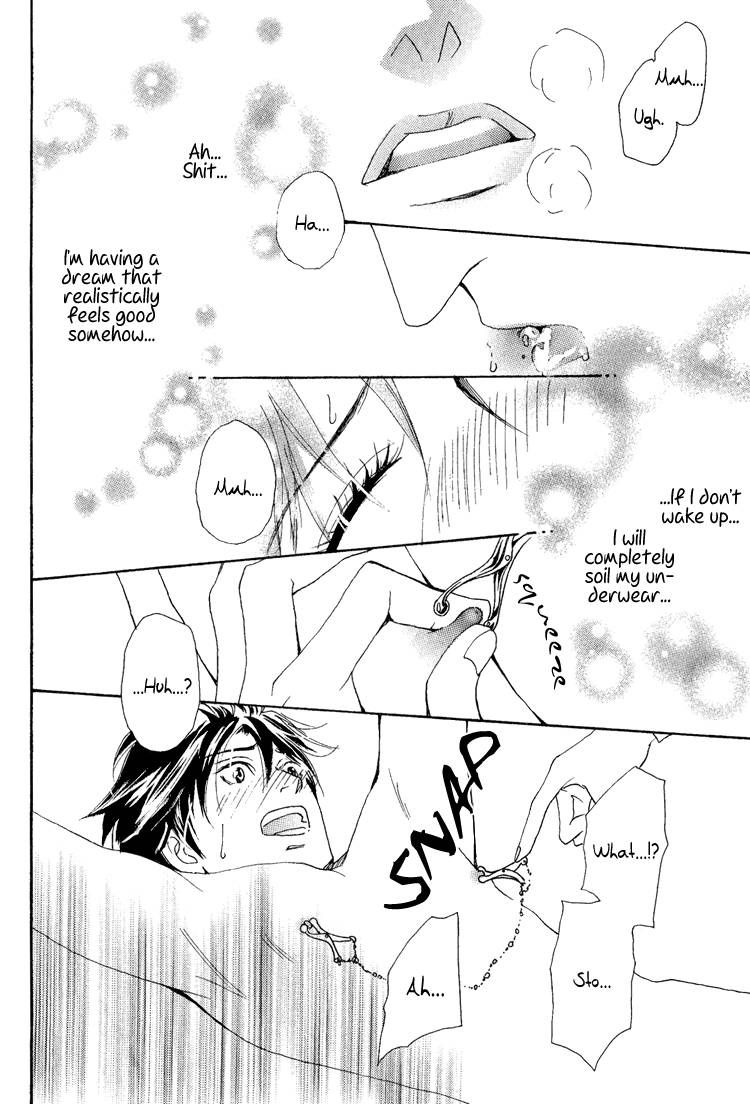 Muh...
Ugh.
Ah...
Shit...
Ha...
I'm having a
dream that
realistically
feels good
somehow...
Muh...
...If I don't
wake up...
I will
completely
soil my un-
derwear...
squeeze
...Huh...?
SNAP
What...!?
Sto...
Ah...